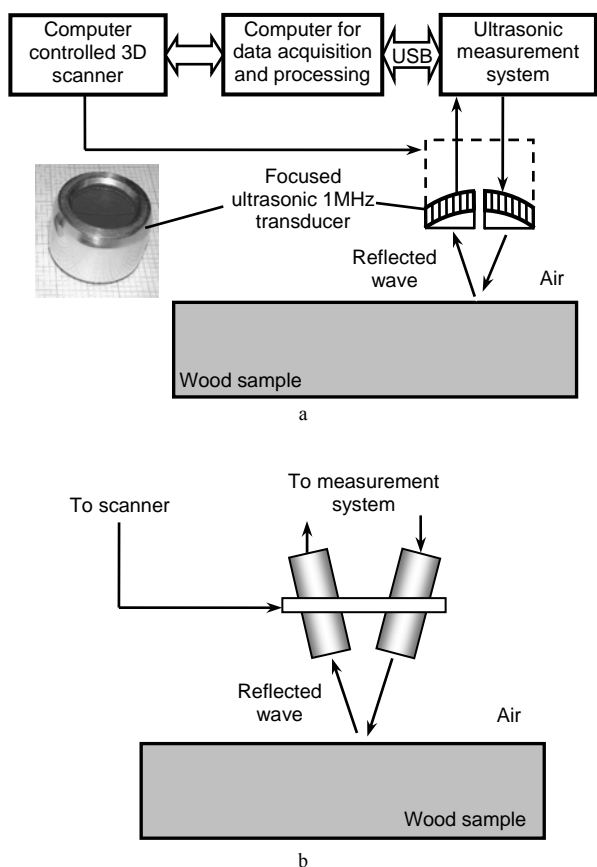 Computer
controlled 3D
scanner
Computer for
data acquisition
and processing
USB
Ultrasonic
measurement
system
Focused
ultrasonic 1MHz
transducer
Reflected
wave
Air
Wood sample
a
To scanner
To measurement
system
Reflected
wave
Air
Wood sample
b